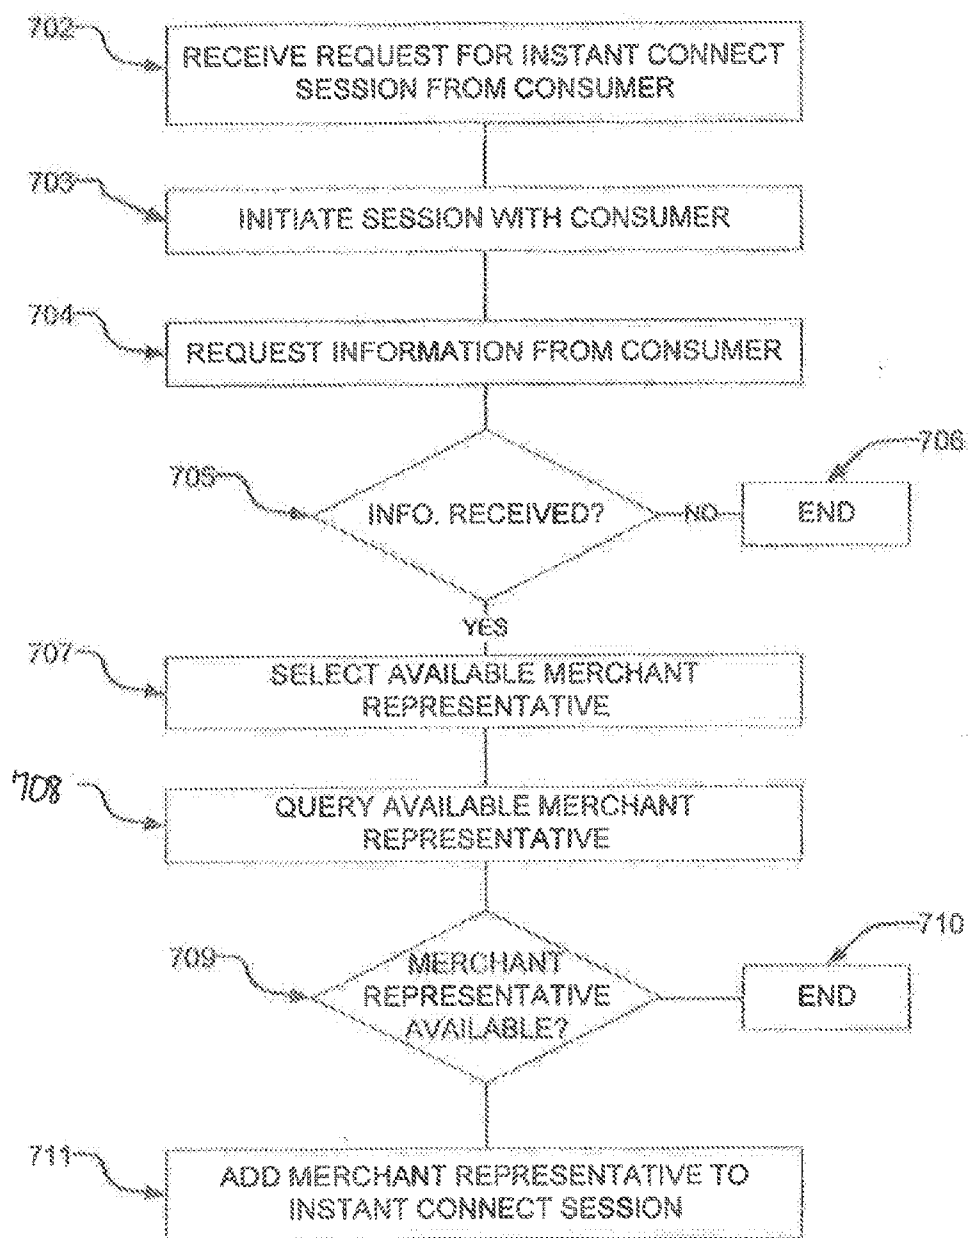 702
RECEIVE REQUEST FOR INSTANT CONNECT
SESSION FROM CONSUMER
703
INITIATE SESSION WITH CONSUMER
704
REQUEST INFORMATION FROM CONSUMER
705
INFO. RECEIVED?
NO
706
END
YES
707
SELECT AVAILABLE MERCHANT
REPRESENTATIVE
708
QUERY AVAILABLE MERCHANT
REPRESENTATIVE
709
MERCHANT
REPRESENTATIVE
AVAILABLE?
710
END
711
ADD MERCHANT REPRESENTATIVE TO
INSTANT CONNECT SESSION